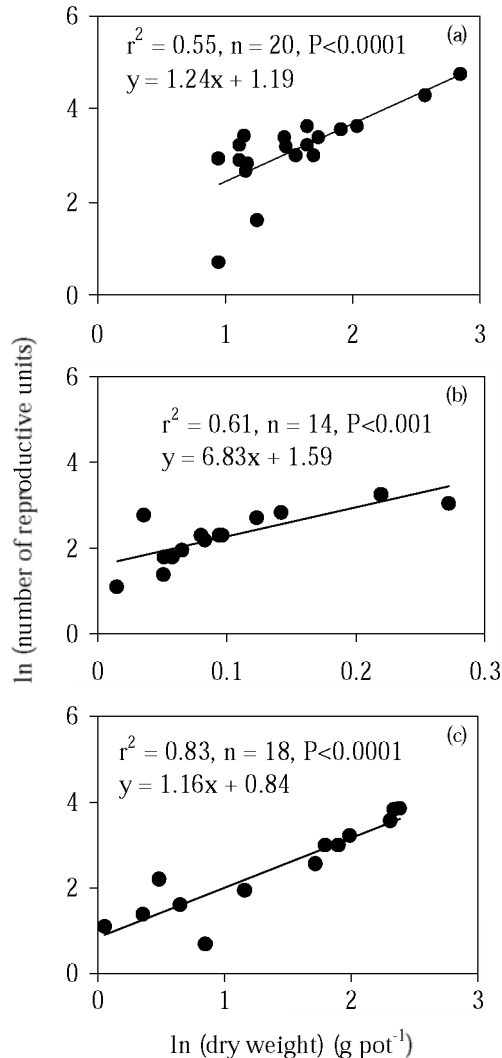 (a)
r² = 0.55, n = 20, P<0.0001
y = 1.24x + 1.19
6
4
2
0
0 1 2 3
(b)
r² = 0.61, n = 14, P<0.001
y = 6.83x + 1.59
6
4
2
0
0 0.1 0.2 0.3
(c)
r² = 0.83, n = 18, P<0.0001
y = 1.16x + 0.84
6
4
2
0
0 1 2 3
ln (number of reproductive units)
ln (dry weight) (g pot⁻¹)